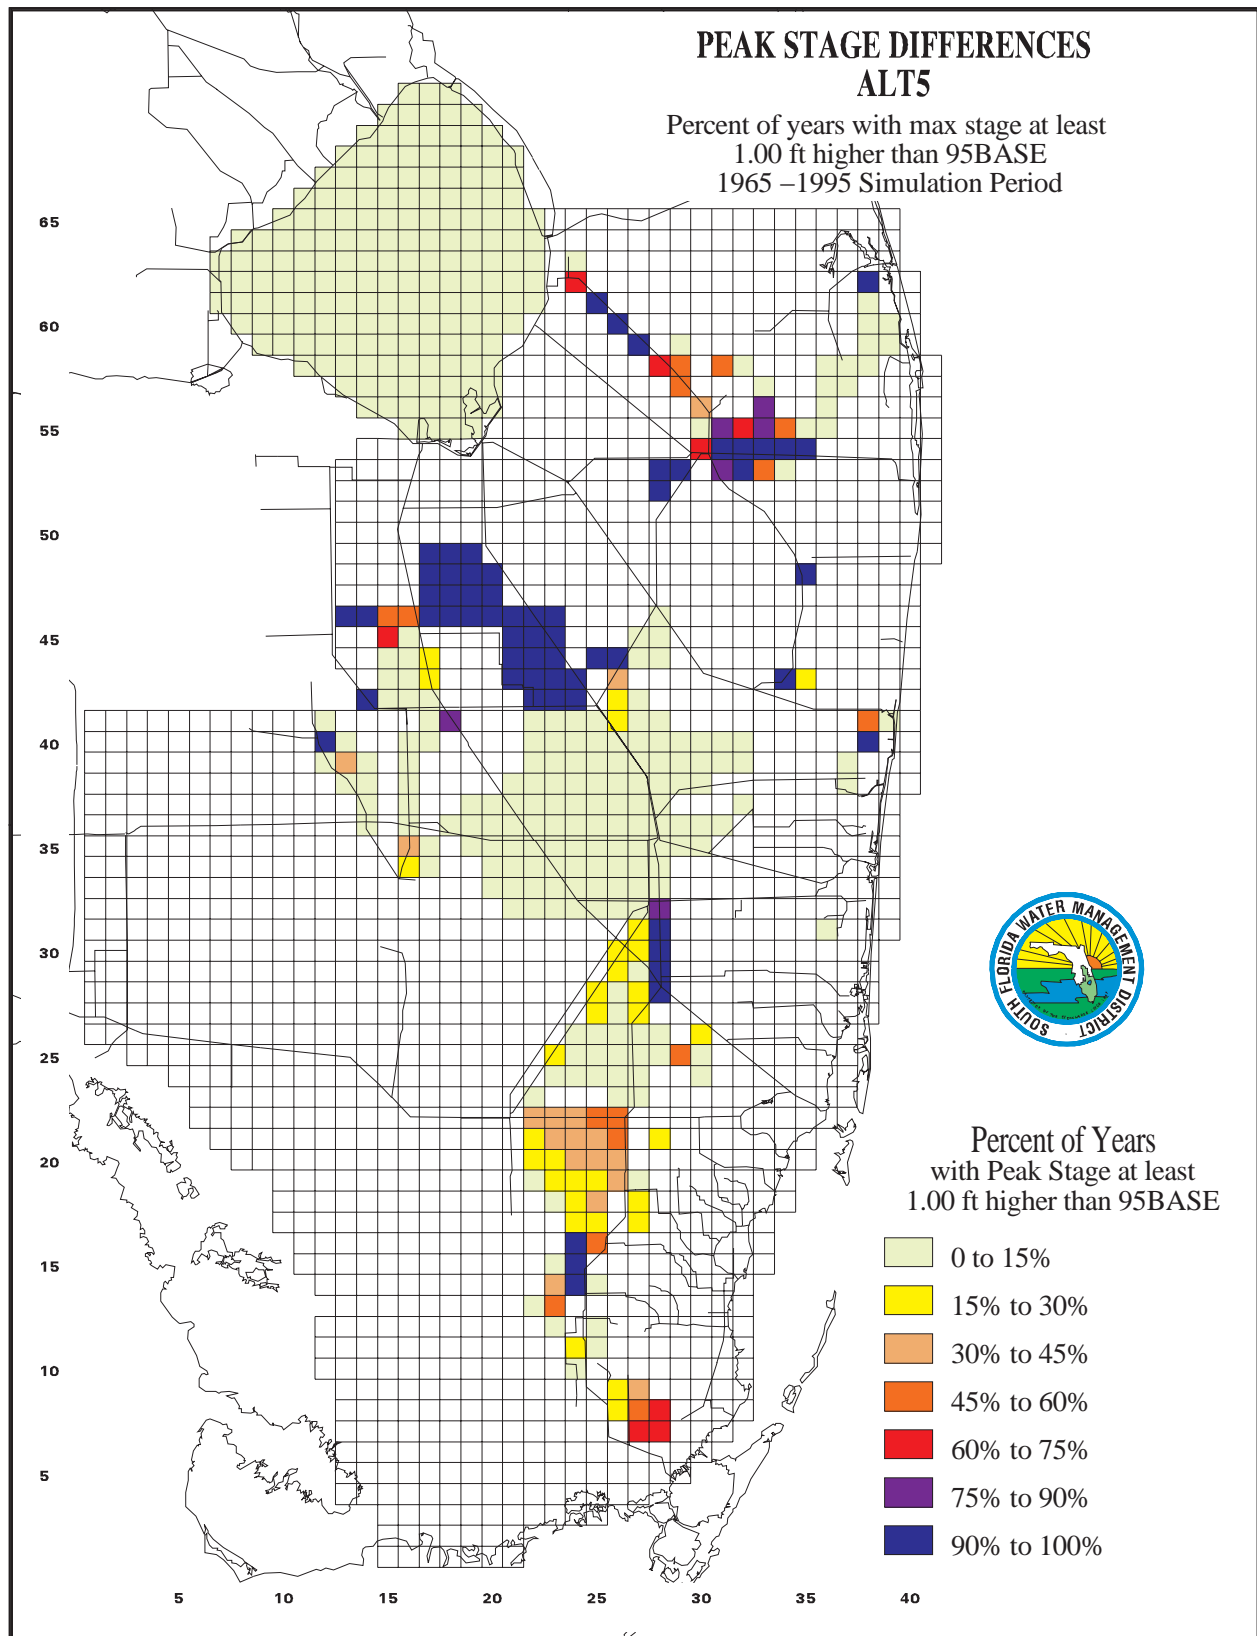 PEAK STAGE DIFFERENCES
ALT5
Percent of years with max stage at least
1.00 ft higher than 95BASE
1965 –1995 Simulation Period
65
60
55
50
45
40
35
30
25
20
15
10
5
5 10 15 20 25 30 35 40
SOUTH FLORIDA WATER MANAGEMENT DISTRICT
Percent of Years
with Peak Stage at least
1.00 ft higher than 95BASE
0 to 15%
15% to 30%
30% to 45%
45% to 60%
60% to 75%
75% to 90%
90% to 100%